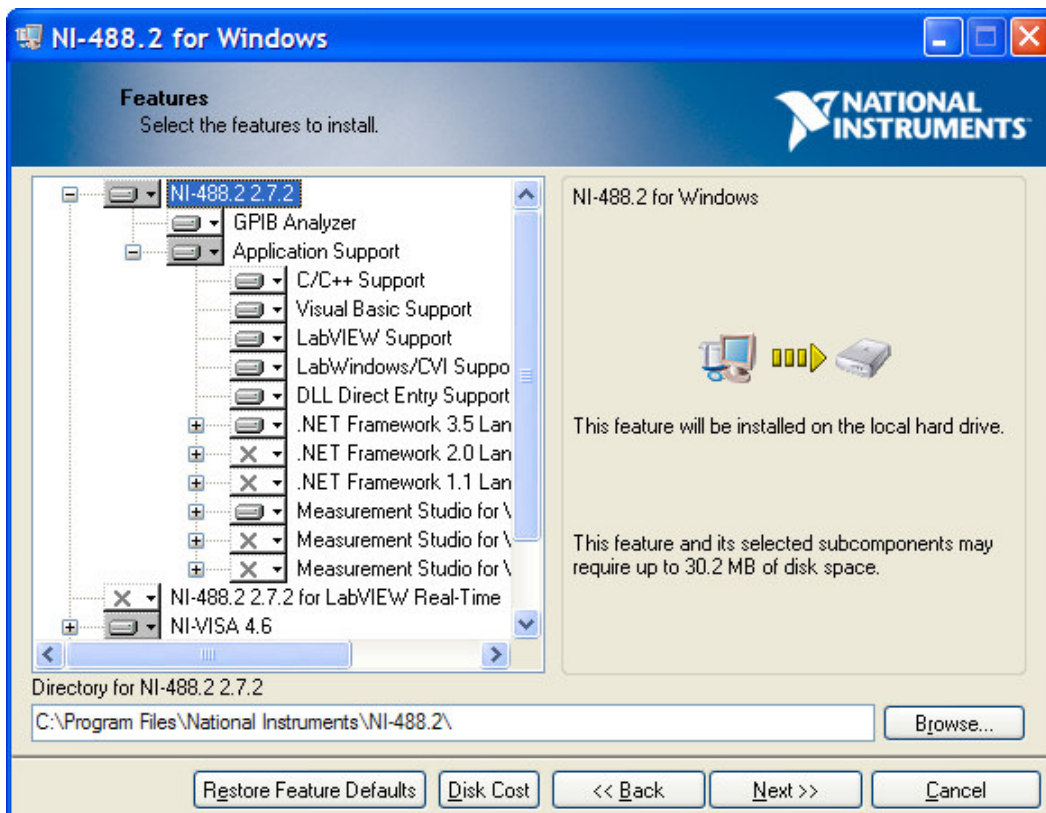 NI-488.2 for Windows
Features
Select the features to install.
NATIONAL
INSTRUMENTS
NI-488.2 2.7.2
GPIB Analyzer
Application Support
C/C++ Support
Visual Basic Support
LabVIEW Support
LabWindows/CVI Suppo
DLL Direct Entry Support
.NET Framework 3.5 Lan
.NET Framework 2.0 Lan
.NET Framework 1.1 Lan
Measurement Studio for \
Measurement Studio for \
Measurement Studio for \
NI-488.2 2.7.2 for LabVIEW Real-Time
NI-VISA 4.6
NI-488.2 for Windows
This feature will be installed on the local hard drive.
This feature and its selected subcomponents may
require up to 30.2 MB of disk space.
Directory for NI-488.2 2.7.2
C:\Program Files\National Instruments\NI-488.2\
Browse...
Restore Feature Defaults
Disk Cost
<< Back
Next >>
Cancel